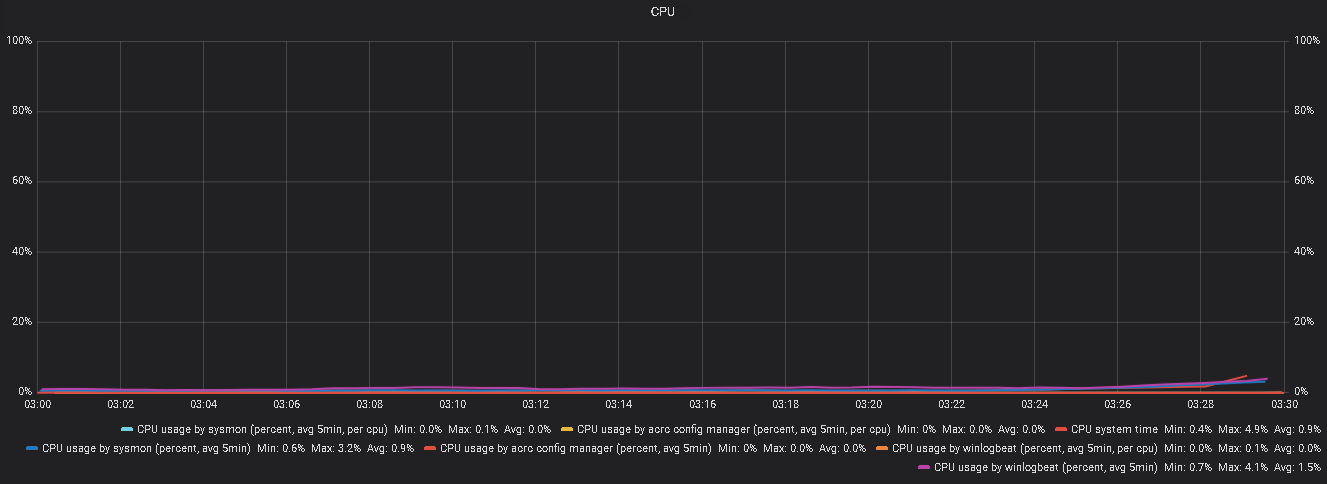 CPU
100% 100%
80% 80%
60% 60%
40% 40%
20% 20%
0% 0%
03:00 03:02 03:04 03:06 03:08 03:10 03:12 03:14 03:16 03:18 03:20 03:22 03:24 03:26 03:28 03:30
CPU usage by sysmon (percent, avg 5min, per cpu) Min: 0.0% Max: 0.1% Avg: 0.0% CPU usage by acrc config manager (percent, avg 5min, per cpu) Min: 0% Max: 0.0% Avg: 0.0% CPU system time Min: 0.4% Max: 4.9% Avg: 0.9%
CPU usage by sysmon (percent, avg 5min) Min: 0.6% Max: 3.2% Avg: 0.9% CPU usage by acrc config manager (percent, avg 5min) Min: 0% Max: 0.0% Avg: 0.0% CPU usage by winlogbeat (percent, avg 5min, per cpu) Min: 0.0% Max: 0.1% Avg: 0.0%
CPU usage by winlogbeat (percent, avg 5min) Min: 0.7% Max: 4.1% Avg: 1.5%